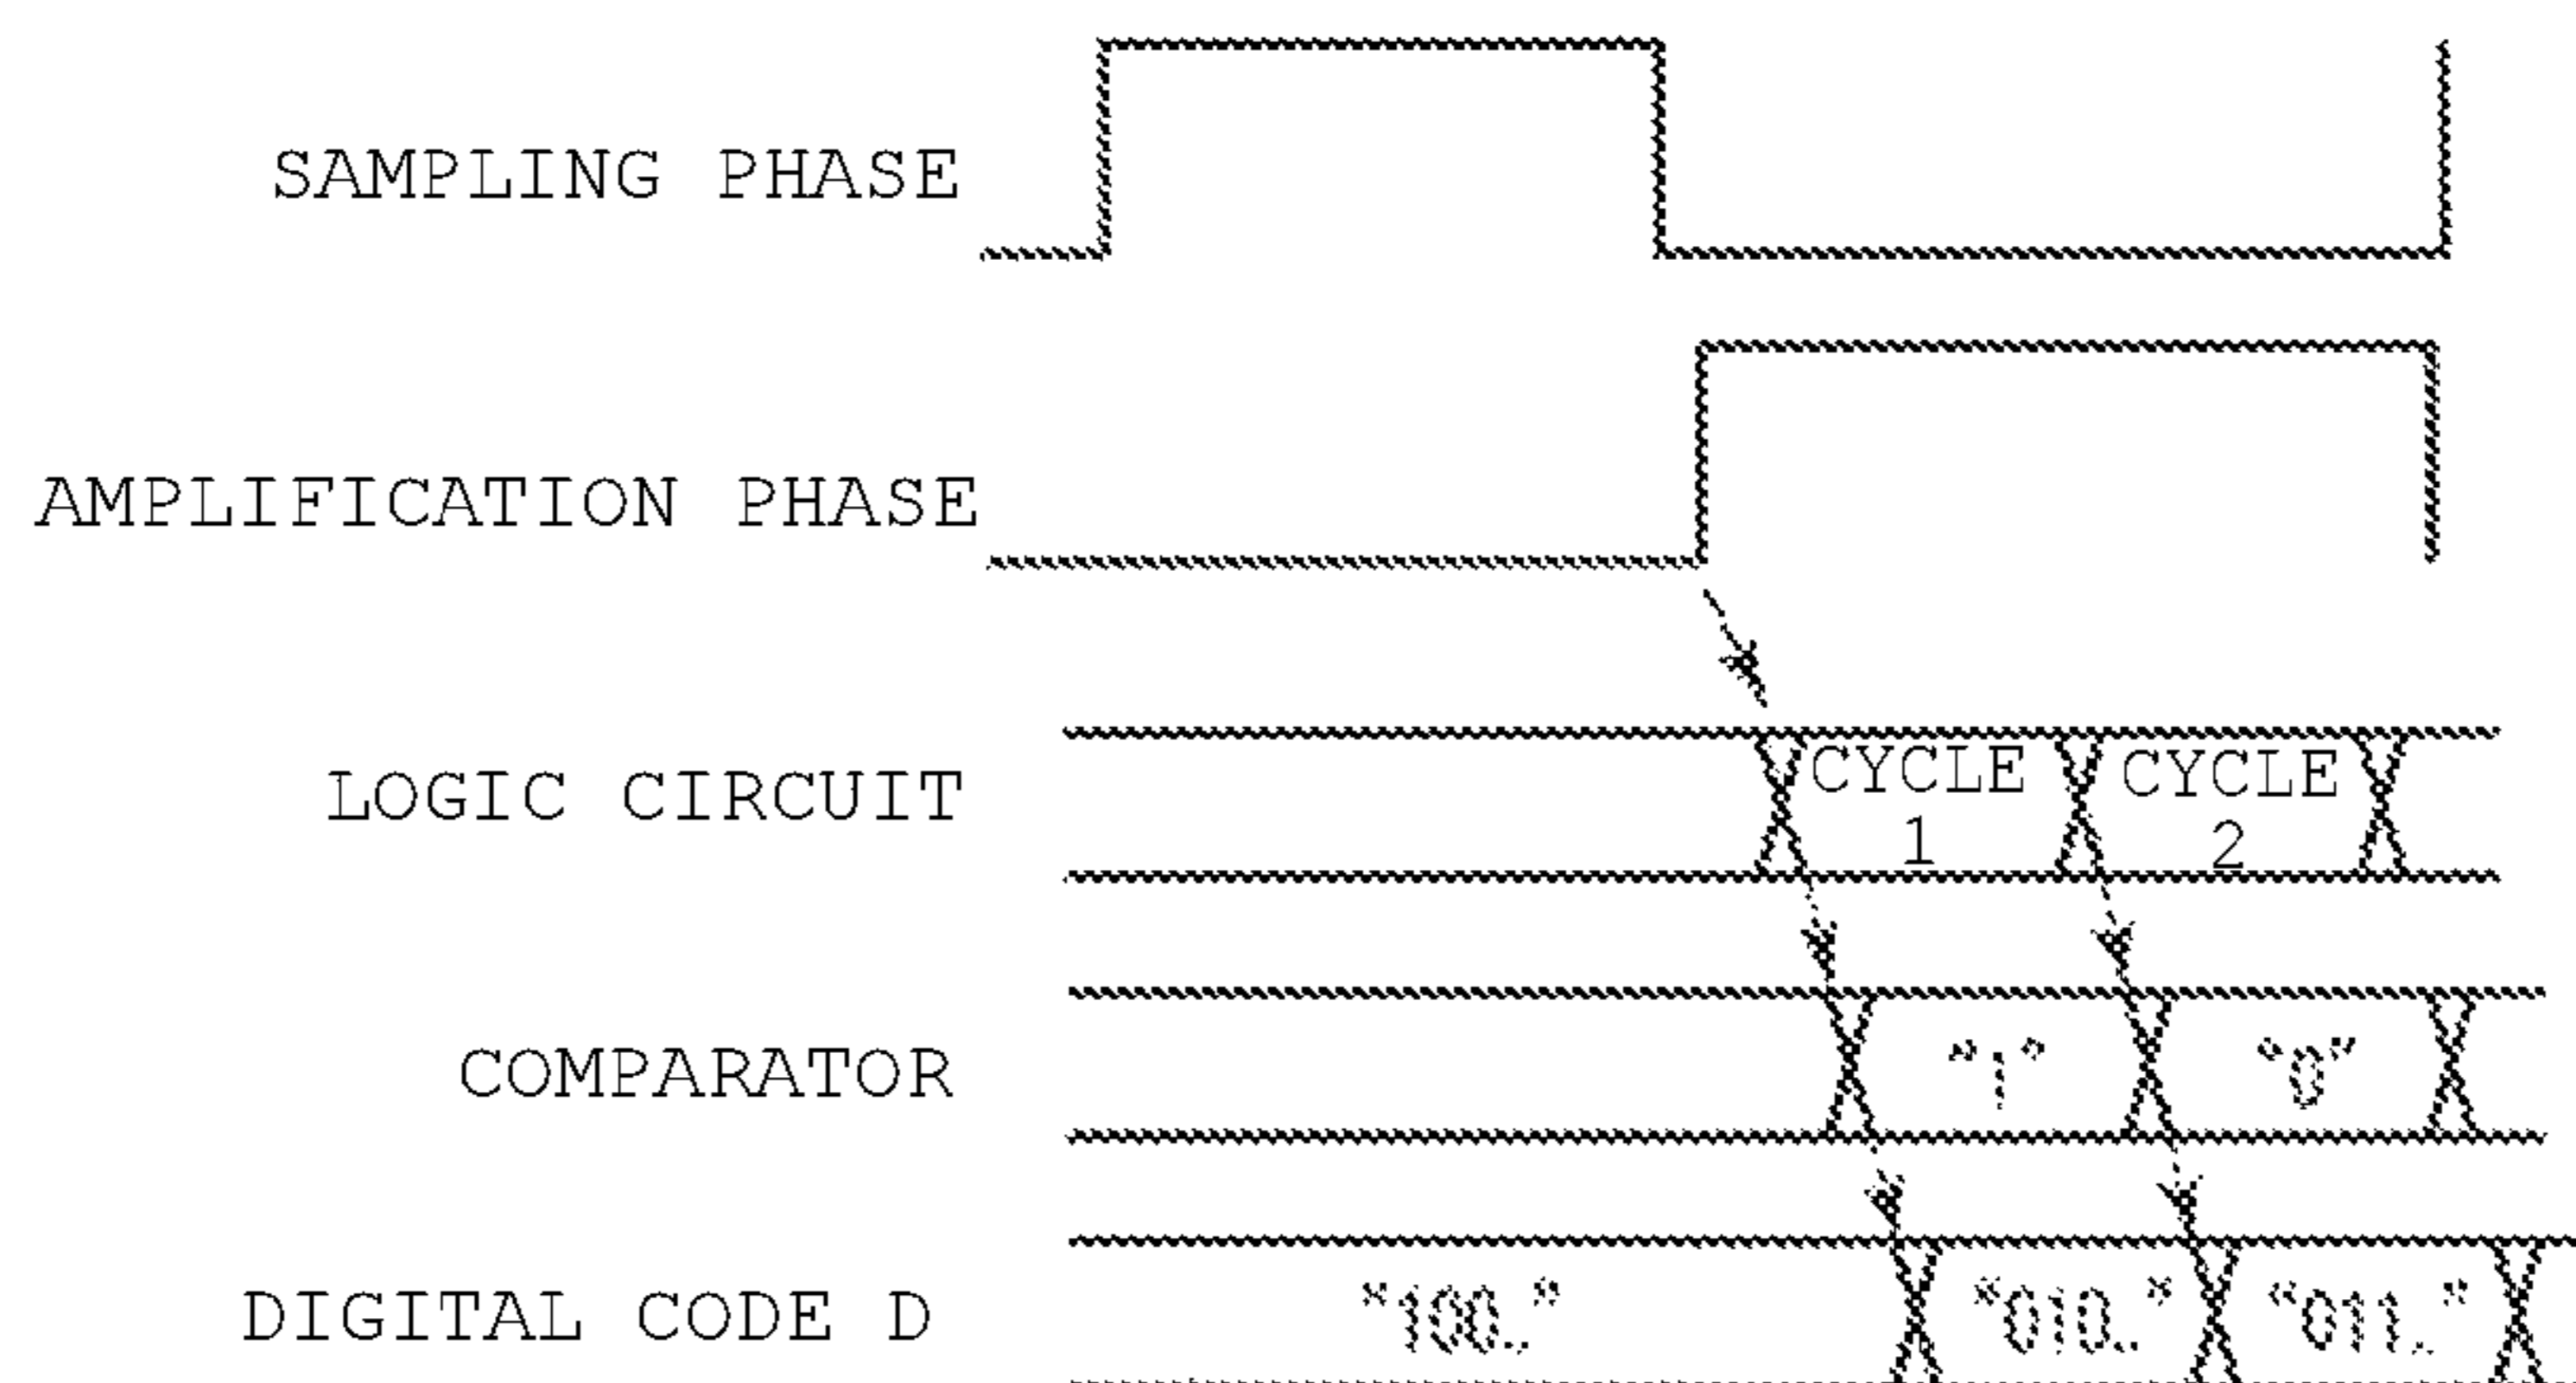 SAMPLING PHASE
AMPLIFICATION PHASE
LOGIC CIRCUIT
CYCLE
1
CYCLE
2
COMPARATOR
"1"
"0"
DIGITAL CODE D
"100.."
"010.."
"011.."